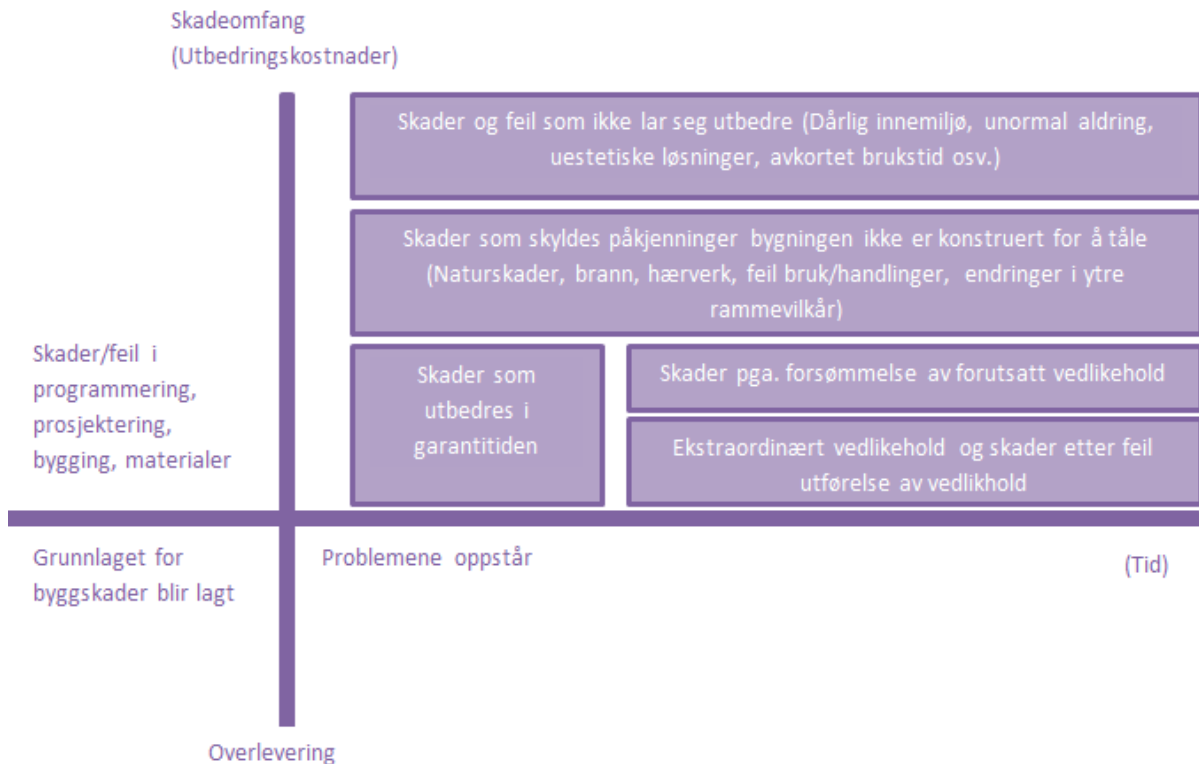 Skadeomfang
(Utbedringskostnader)
Skader og feil som ikke lar seg utbedre (Dårlig innemiljø, unormal aldring,
uestetiske løsninger, avkortet brukstid osv.)
Skader som skyldes påkjenninger bygningen ikke er konstruert for å tåle
(Naturskader, brann, hærverk, feil bruk/handlinger, endringer i ytre
rammevilkår)
Skader/feil i
programmering,
prosjektering,
bygging, materialer
Skader som
utbedres i
garantitiden
Skader pga. forsømmelse av forutsatt vedlikehold
Ekstraordinært vedlikehold og skader etter feil
utførelse av vedlikhold
Grunnlaget for
byggskader blir lagt
Problemene oppstår
(Tid)
Overlevering